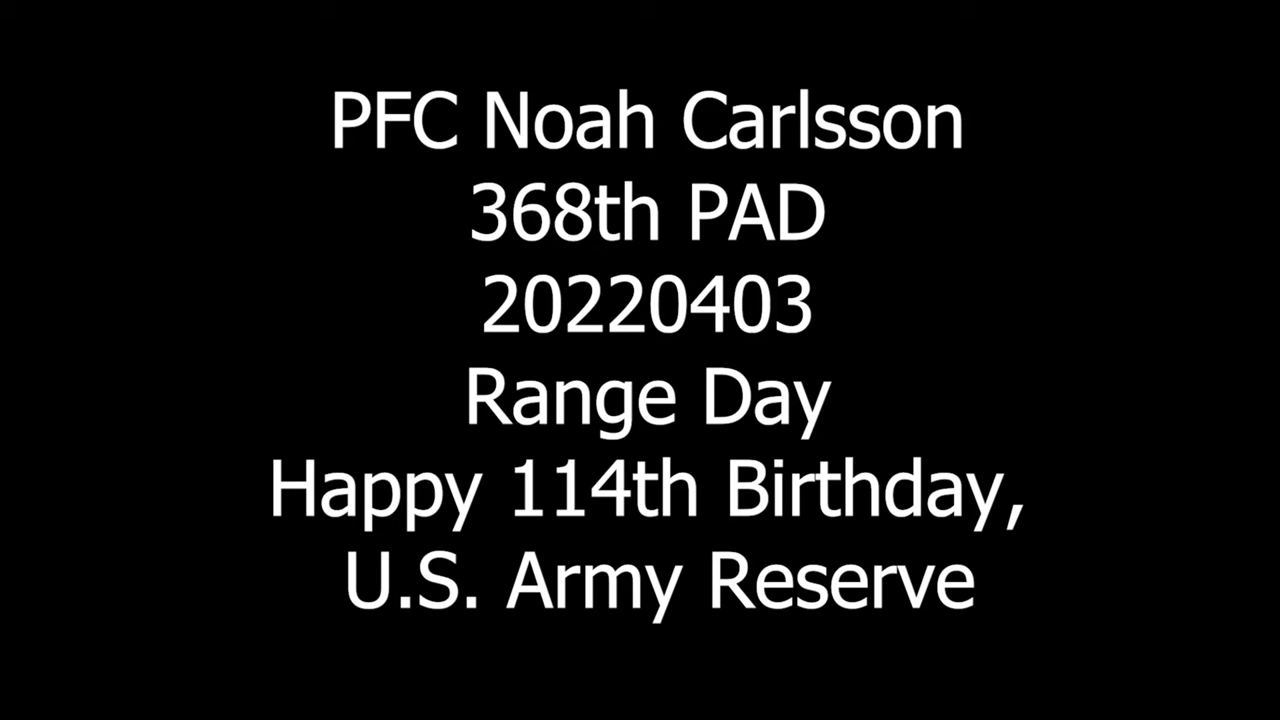 PFC Noah Carlsson
368th PAD
20220403
Range Day
Happy 114th Birthday,
U.S. Army Reserve